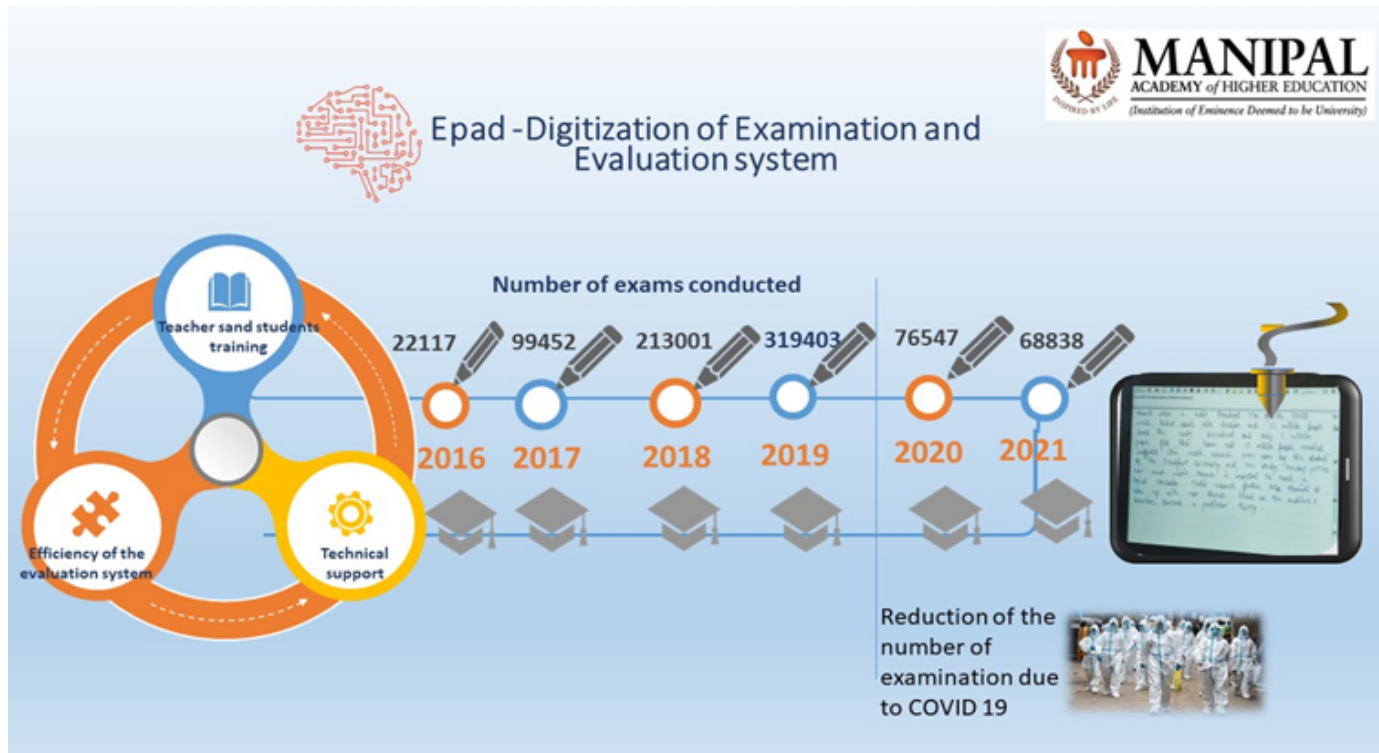 MANIPAL
ACADEMY of HIGHER EDUCATION
(Institution of Eminence Deemed to be University)
INSPIRED BY LIFE
Epad -Digitization of Examination and
Evaluation system
Teacher sand students
training
Efficiency of the
evaluation system
Technical
support
Number of exams conducted
22117 99452 213001 319403 76547 68838
2016 2017 2018 2019 2020 2021
Reduction of the
number of
examination due
to COVID 19